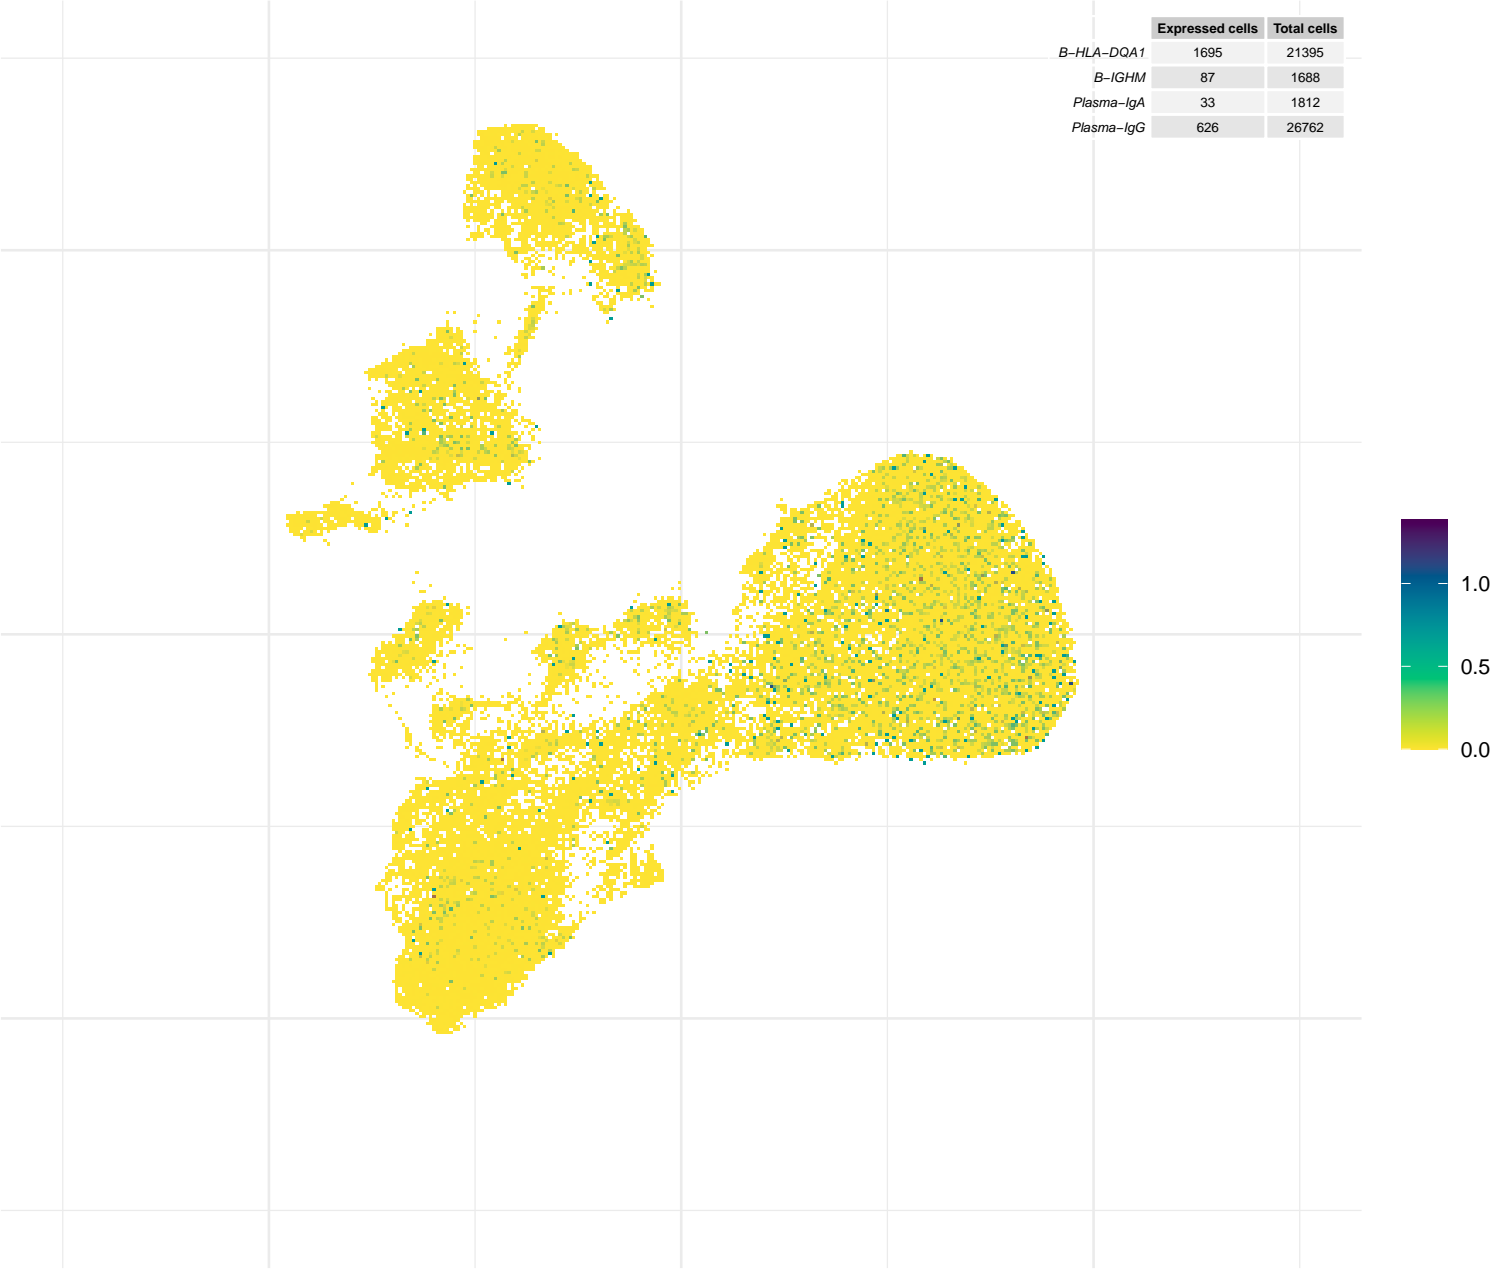 Expressed cells Total cells
B−HLA−DQA1 1695 21395
B−IGHM 87 1688
Plasma−IgA 33 1812
Plasma−IgG 626 26762
1.0
0.5
0.0